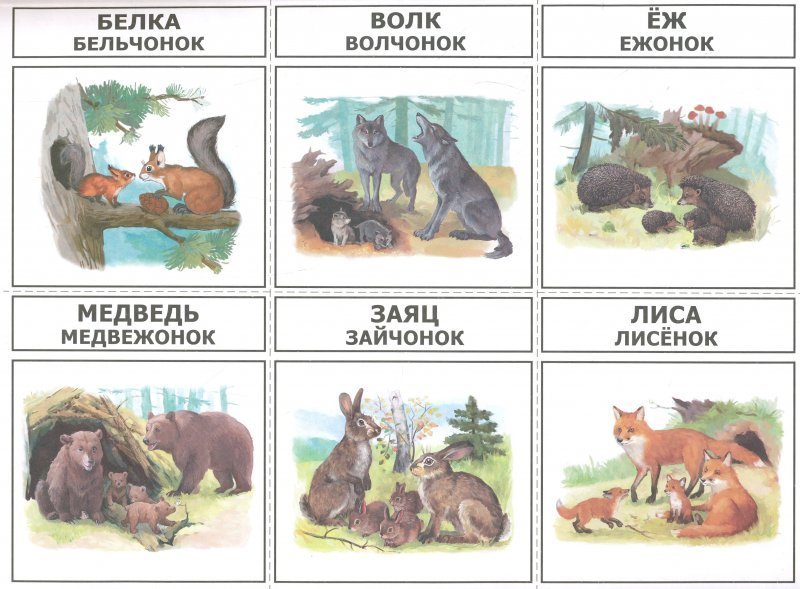 БЕЛКА
БЕЛЬЧОНОК
ВОЛК
ВОЛЧОНОК
ЁЖ
ЕЖОНОК
МЕДВЕДЬ
МЕДВЕЖОНОК
ЗАЯЦ
ЗАЙЧОНОК
ЛИСА
ЛИСЁНОК